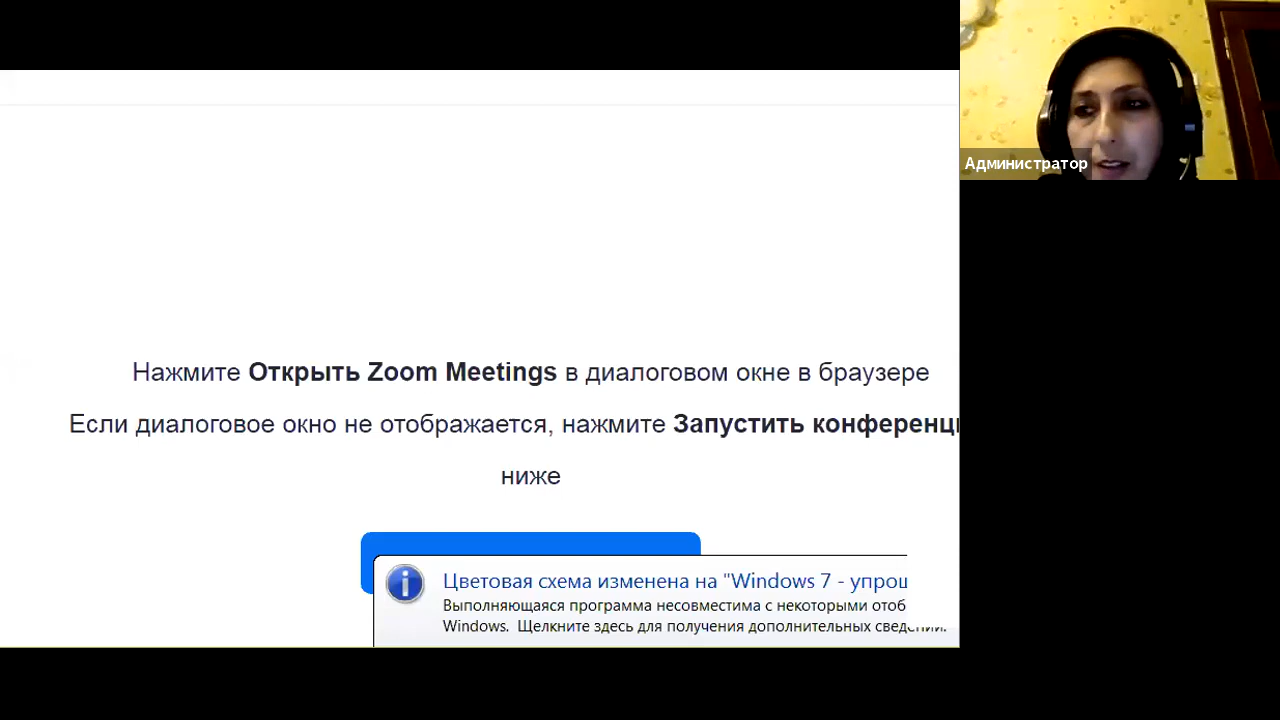 Администратор
Нажмите Открыть Zoom Meetings в диалоговом окне в браузере
Если диалоговое окно не отображается, нажмите Запустить конференц
ниже
Цветовая схема изменена на "Windows 7 - упрощ
Выполняющаяся программа несовместима с некоторыми отоб
Windows. Щелкните здесь для получения дополнительных сведений.